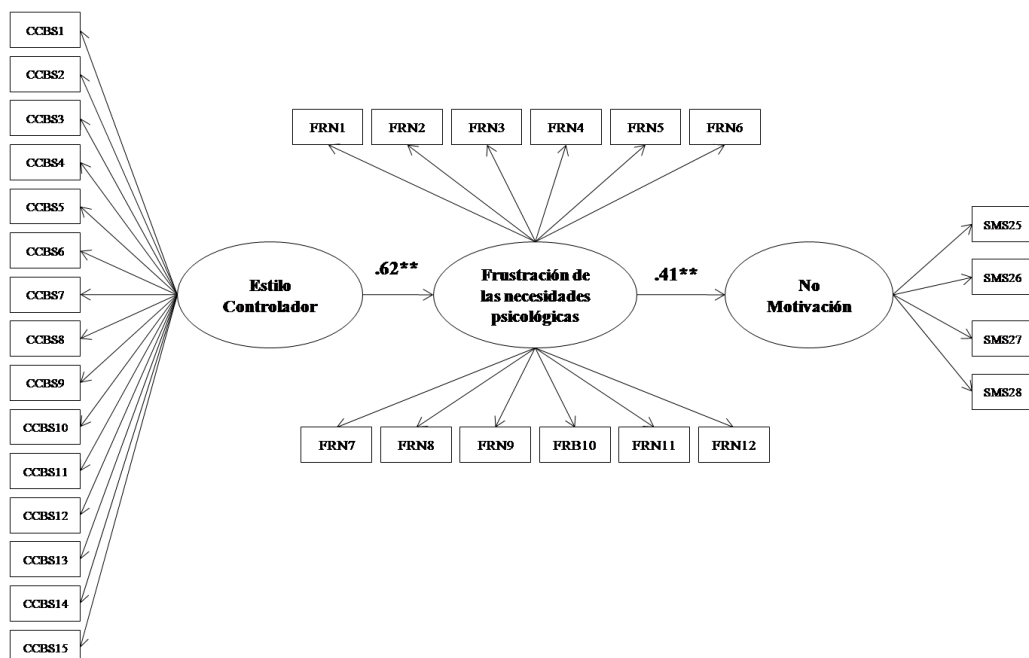 CCBS1
CCBS2
CCBS3
CCBS4
CCBS5
CCBS6
CCBS7
CCBS8
CCBS9
CCBS10
CCBS11
CCBS12
CCBS13
CCBS14
CCBS15
Estilo
Controlador
.62**
FRN1
FRN2
FRN3
FRN4
FRN5
FRN6
Frustración de
las necesidades
psicológicas
FRN7
FRN8
FRN9
FRB10
FRN11
FRN12
.41**
No
Motivación
SMS25
SMS26
SMS27
SMS28